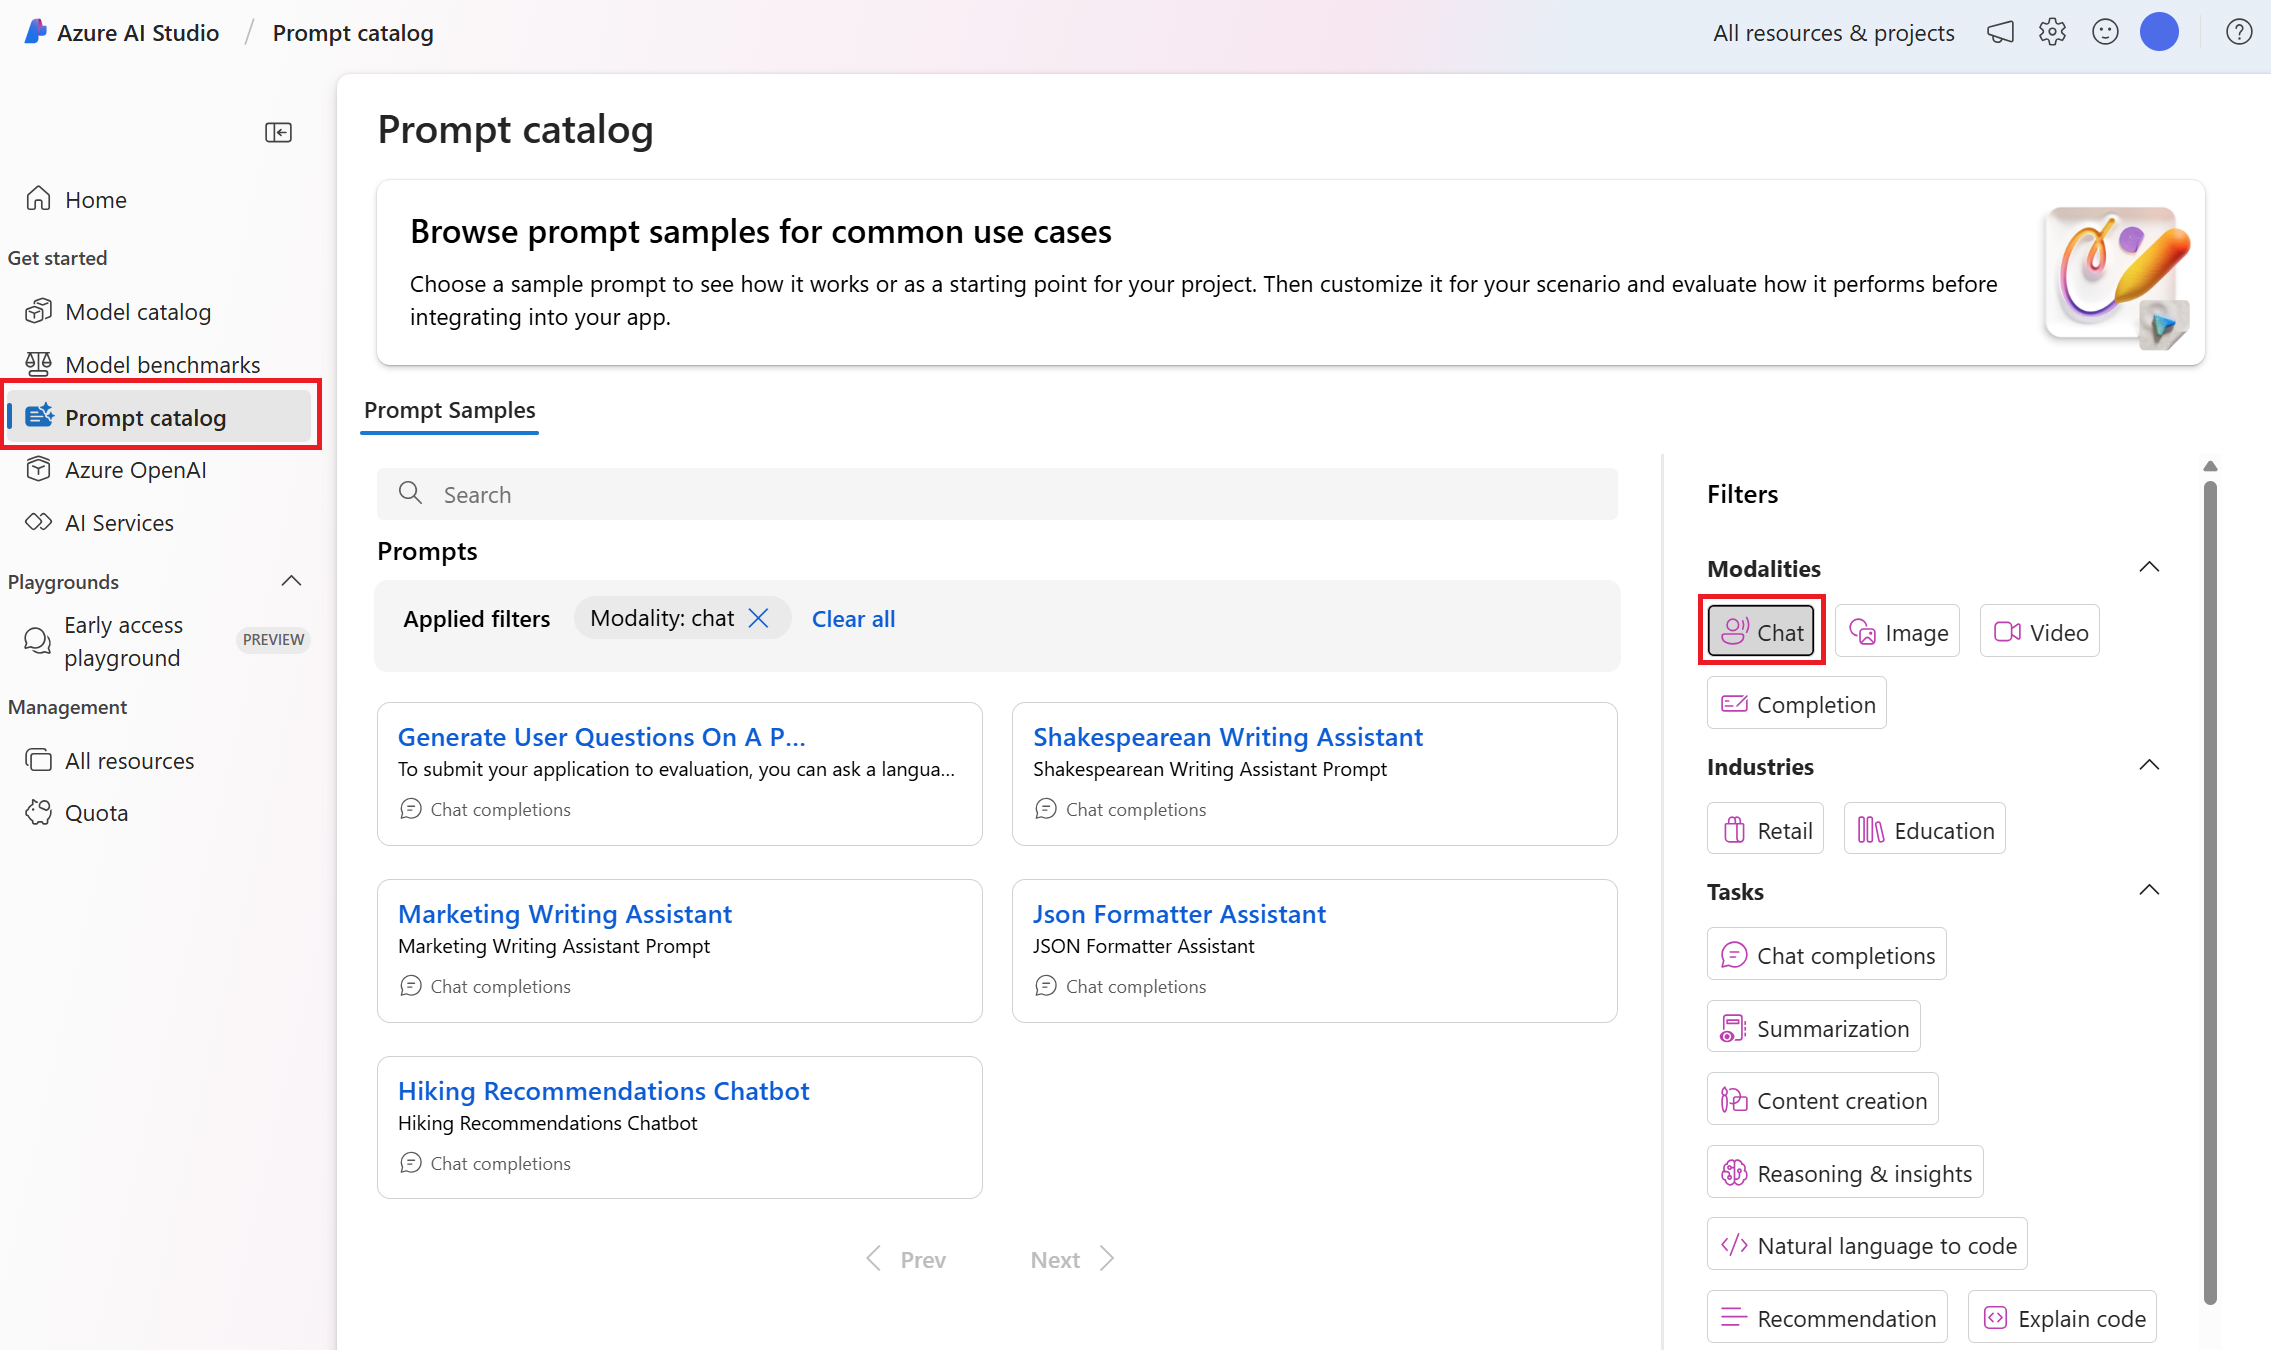 Azure AI Studio / Prompt catalog
All resources & projects
Home
Get started
Model catalog
Model benchmarks
Prompt catalog
Azure OpenAI
AI Services
Playgrounds
Early access
playground
PREVIEW
Management
All resources
Quota
Prompt catalog
Browse prompt samples for common use cases
Choose a sample prompt to see how it works or as a starting point for your project. Then customize it for your scenario and evaluate how it performs before
integrating into your app.
Prompt Samples
Search
Prompts
Applied filters
Modality: chat
Clear all
Generate User Questions On A P...
To submit your application to evaluation, you can ask a langua...
Chat completions
Shakespearean Writing Assistant
Shakespearean Writing Assistant Prompt
Chat completions
Marketing Writing Assistant
Marketing Writing Assistant Prompt
Chat completions
Json Formatter Assistant
JSON Formatter Assistant
Chat completions
Hiking Recommendations Chatbot
Hiking Recommendations Chatbot
Chat completions
Prev
Next
Filters
Modalities
Chat
Image
Video
Completion
Industries
Retail
Education
Tasks
Chat completions
Summarization
Content creation
Reasoning & insights
Natural language to code
Recommendation
Explain code